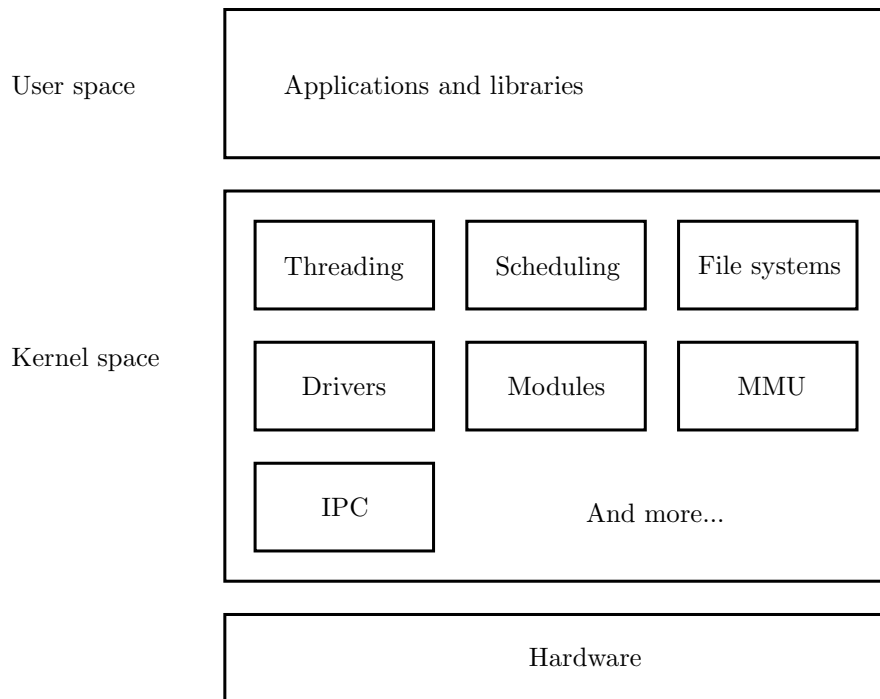 User space
Applications and libraries
Threading
Scheduling
File systems
Kernel space
Drivers
Modules
MMU
IPC
And more...
Hardware